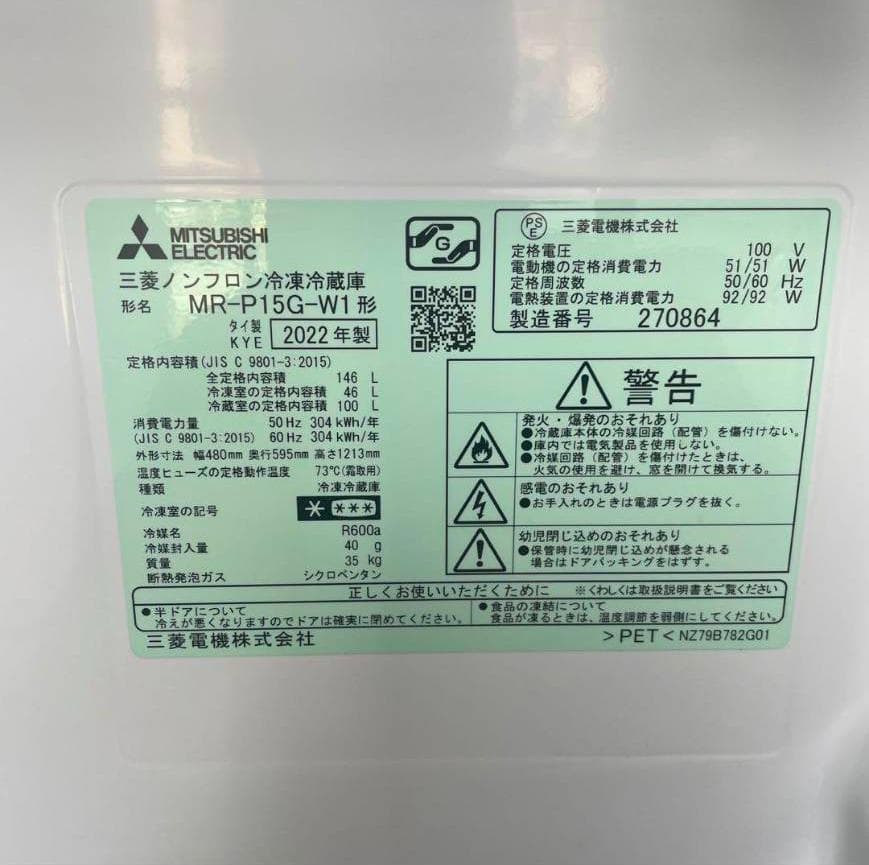 MITSUBISHI
ELECTRIC
三菱ノンフロン冷凍冷蔵庫
形名 MR-P15G-W1形
タイ製
KYE 2022年製
定格内容積(JIS C 9801-3:2015)
全定格内容積 146 L
冷凍室の定格内容積 46 L
冷蔵室の定格内容積 100 L
消費電力量 50Hz 304 kWh/年
(JIS C 9801-3:2015) 60Hz 304 kWh/年
外形寸法 幅480mm 奥行595mm 高さ1213mm
温度ヒューズの定格動作温度 73℃(霜取用)
種類 冷凍冷蔵庫
冷凍室の記号 * ***
冷媒名 R600a
冷媒封入量 40 g
質量 35 kg
断熱発泡ガス シクロペンタン
G
PSE 三菱電機株式会社
定格電圧 100 V
電動機の定格消費電力 51/51 W
定格周波数 50/60 Hz
電熱装置の定格消費電力 92/92 W
製造番号 270864
警告
発火・爆発のおそれあり
●冷蔵庫本体の冷媒回路(配管)を傷付けない。
●庫内では電気製品を使用しない。
●冷媒回路(配管)を傷付けたときは、
火気の使用を避け、窓を開けて換気する。
感電のおそれあり
●お手入れのときは電源プラグを抜く。
幼児閉じ込めのおそれあり
●保管時に幼児閉じ込めが懸念される
場合はドアパッキングをはずす。
正しくお使いいただくために ※くわしくは取扱説明書をご覧ください
●半ドアについて
冷えが悪くなりますのでドアは確実に閉めてください。
●食品の凍結について
食品が凍るときは、温度調節を弱側にしてください。
三菱電機株式会社
>PET< NZ79B782G01